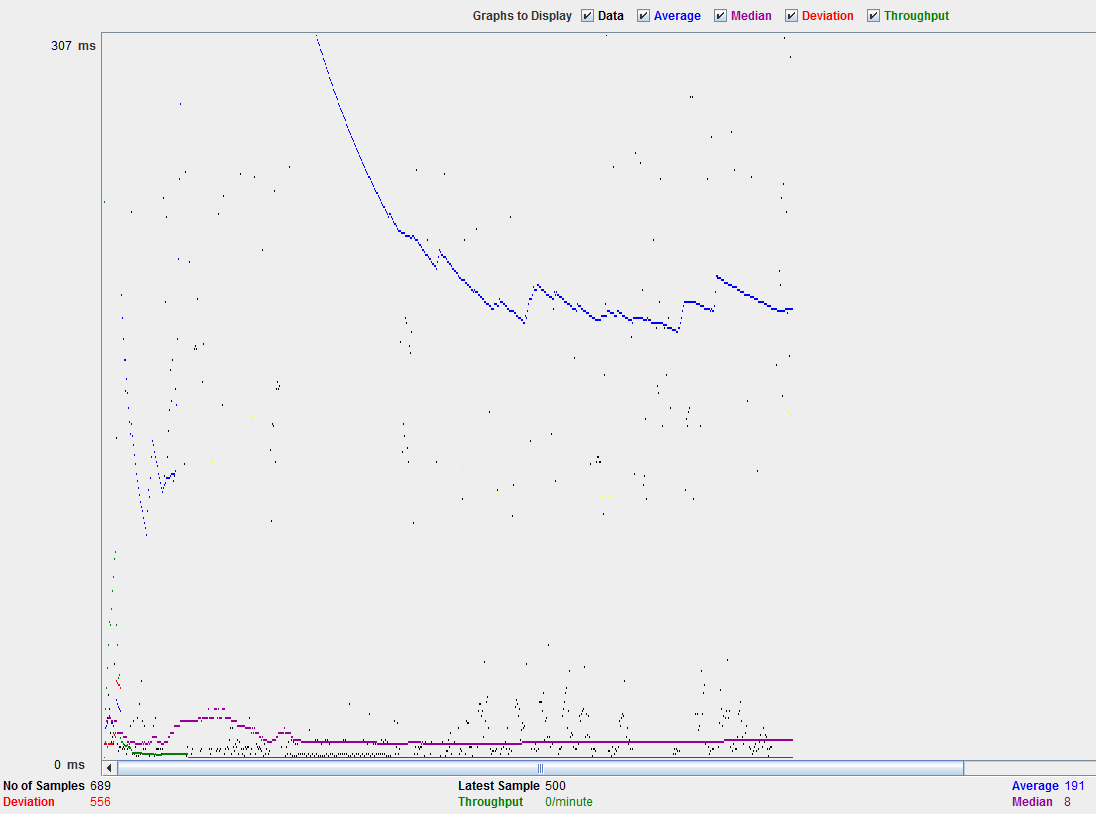 Graphs to Display Data Average Median Deviation Throughput
307 ms
0 ms
No of Samples 689 Latest Sample 500 Average 191
Deviation 556 Throughput 0/minute Median 8